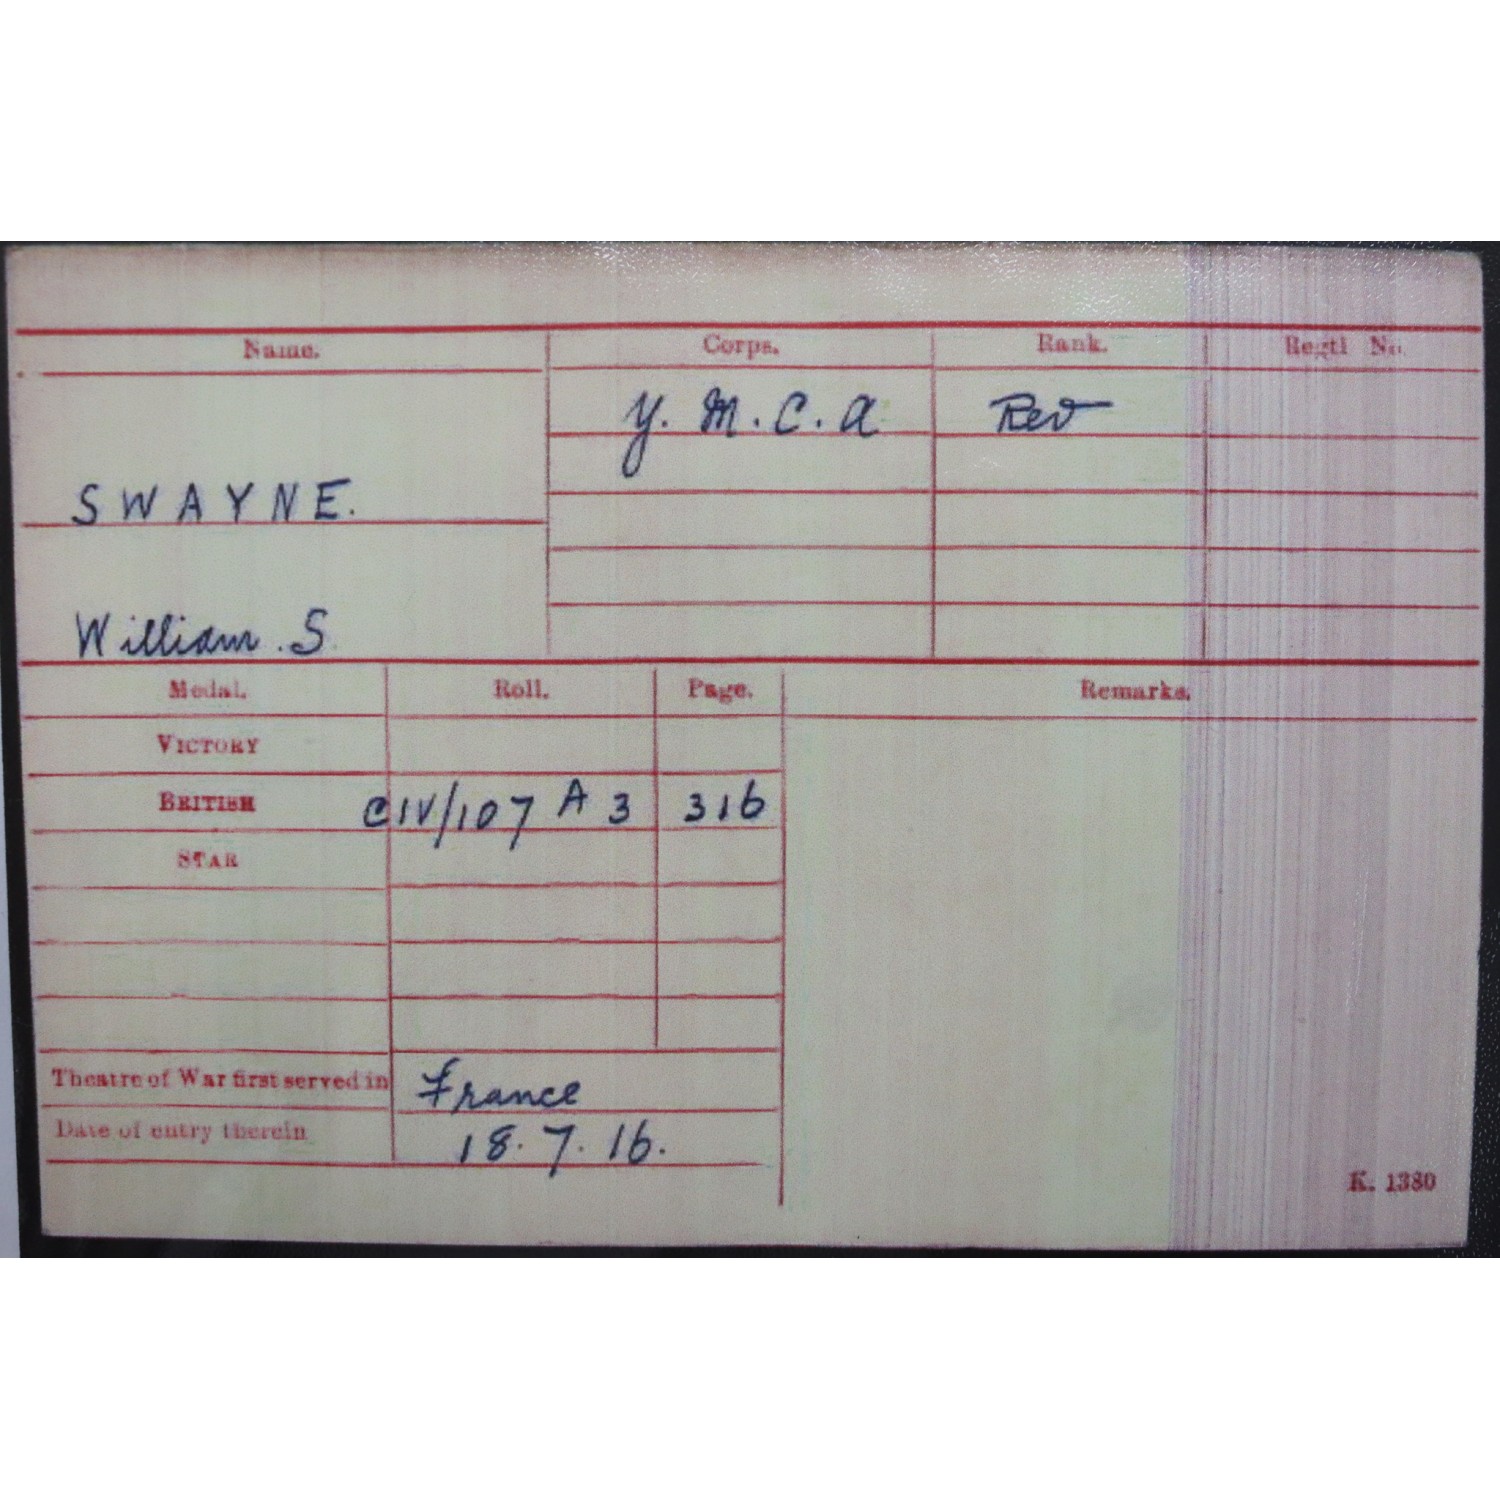 Name. Corps. Rank. Regtl No.
Y. M. C. A Rev
SWAYNE.
William. S.
Medal. Roll. Page. Remarks.
VICTORY
BRITISH CIV/107 A 3 316
STAR
Theatre of War first served in France
Date of entry therein 18. 7. 16.
K. 1380